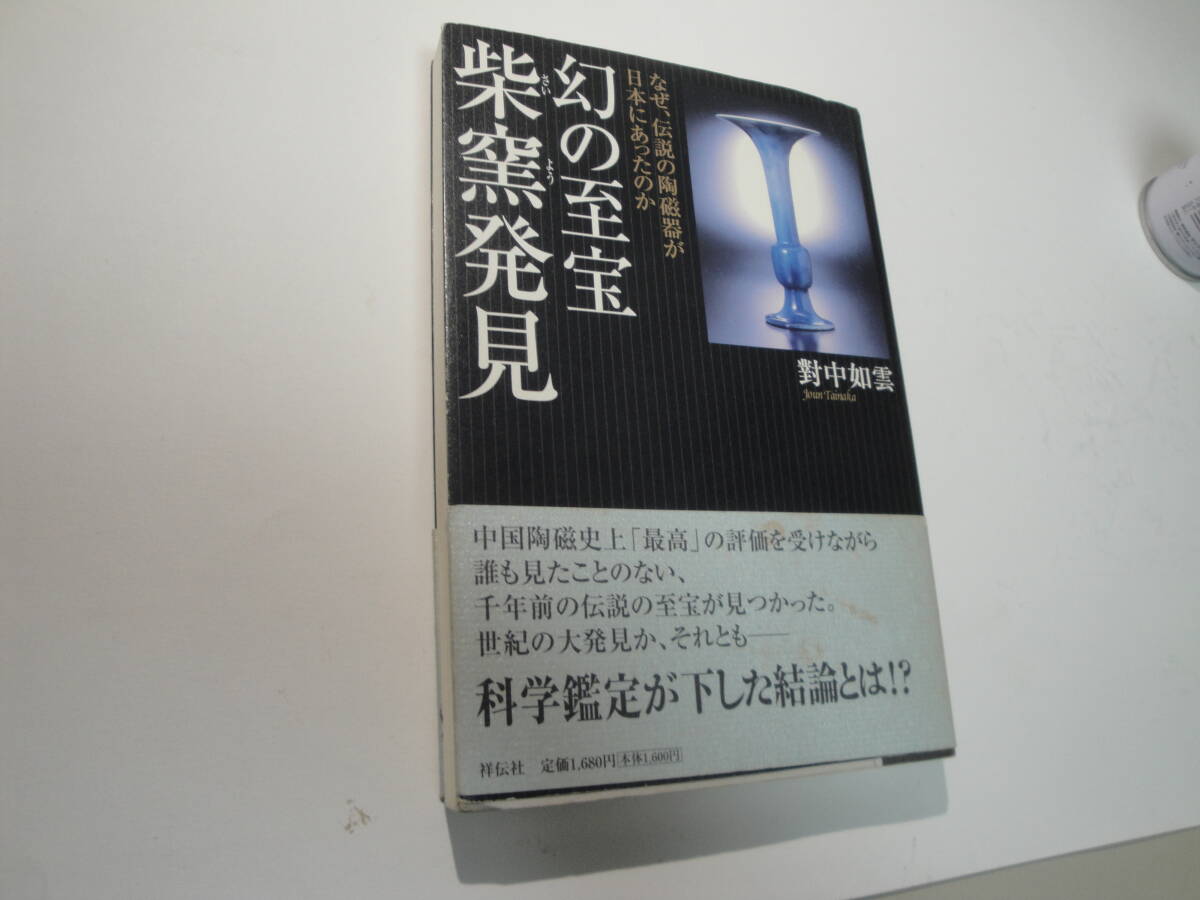 幻の至宝
柴窯発見
さい
よう
なぜ、伝説の陶磁器が
日本にあったのか
對中如雲
Joun Tainaka
中国陶磁史上「最高」の評価を受けながら
誰も見たことのない、
千年前の伝説の至宝が見つかった。
世紀の大発見か、それとも──
科学鑑定が下した結論とは!?
祥伝社 定価1,680円 本体1,600円